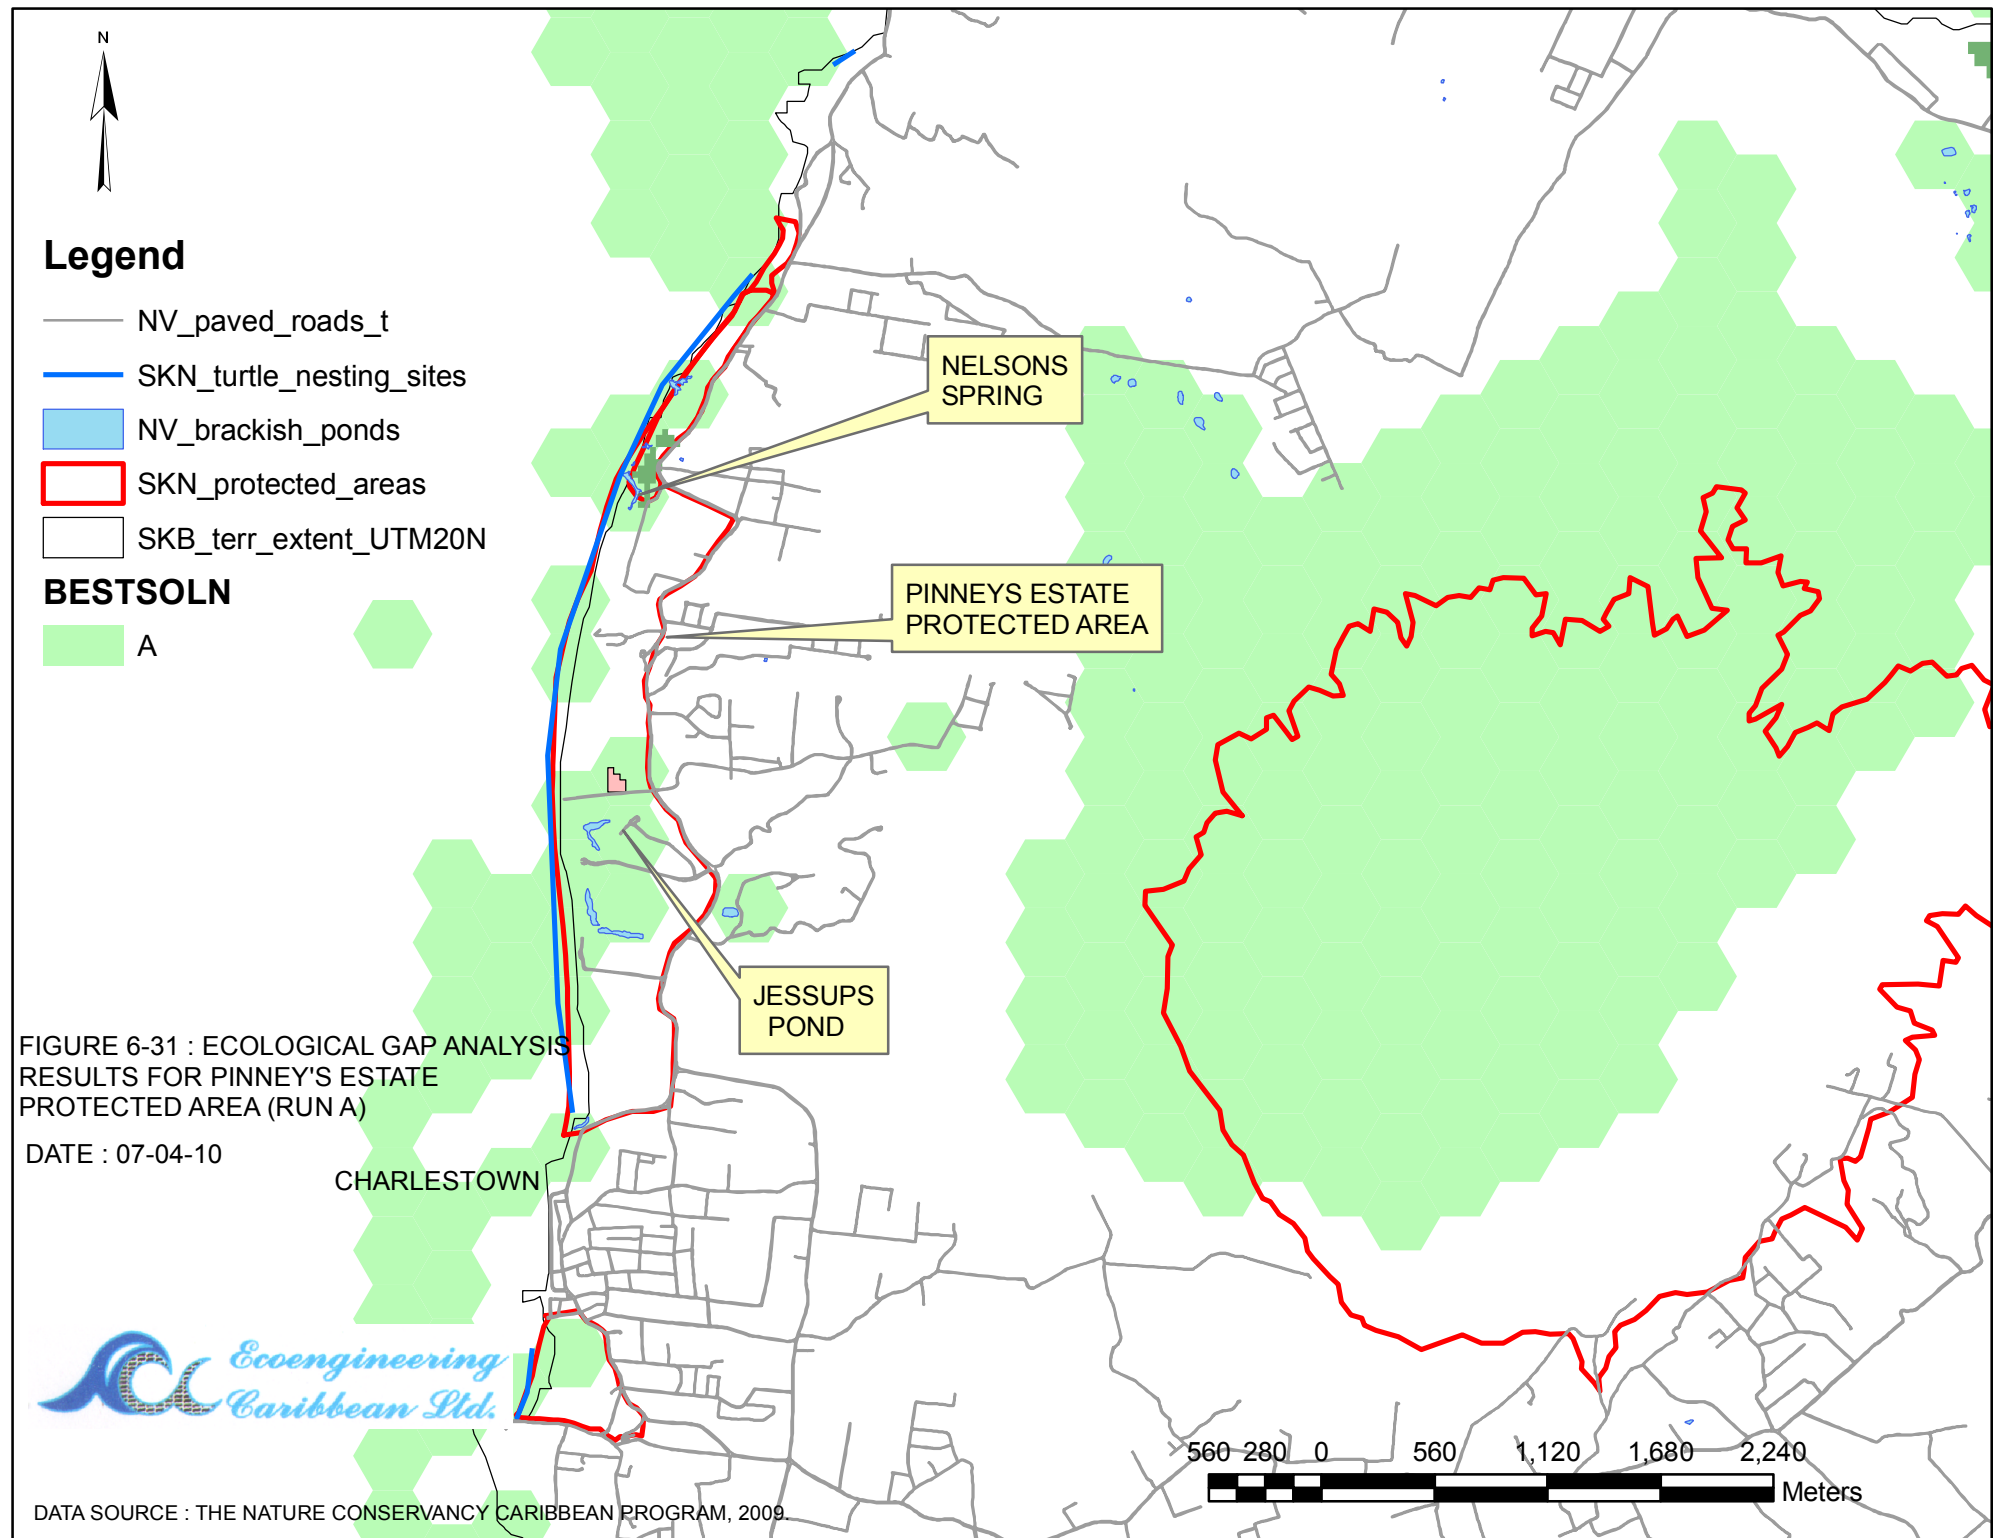 N
Legend
NV_paved_roads_t
SKN_turtle_nesting_sites
NV_brackish_ponds
SKN_protected_areas
SKB_terr_extent_UTM20N
BESTSOLN
A
NELSONS
SPRING
PINNEYS ESTATE
PROTECTED AREA
JESSUPS
POND
FIGURE 6-31 : ECOLOGICAL GAP ANALYSIS
RESULTS FOR PINNEY'S ESTATE
PROTECTED AREA (RUN A)
DATE : 07-04-10
CHARLESTOWN
Ecoengineering
Caribbean Ltd.
560 280 0 560 1,120 1,680 2,240
Meters
DATA SOURCE : THE NATURE CONSERVANCY CARIBBEAN PROGRAM, 2009.